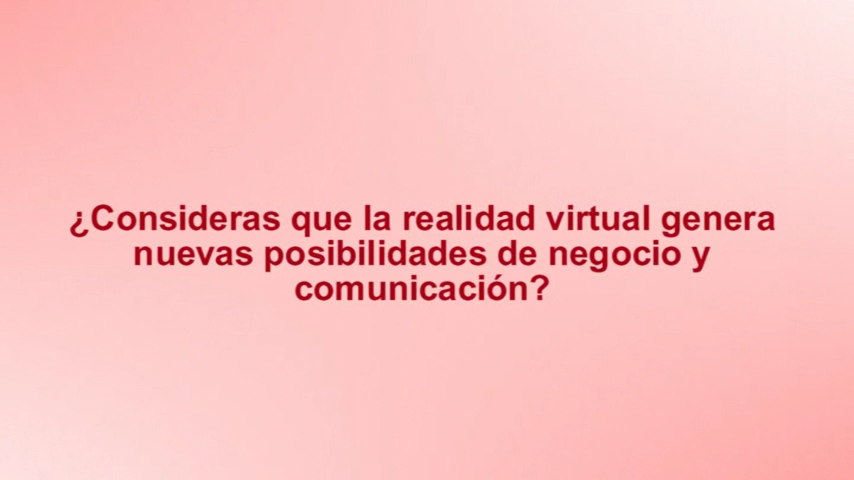 ¿Consideras que la realidad virtual genera
nuevas posibilidades de negocio y
comunicación?